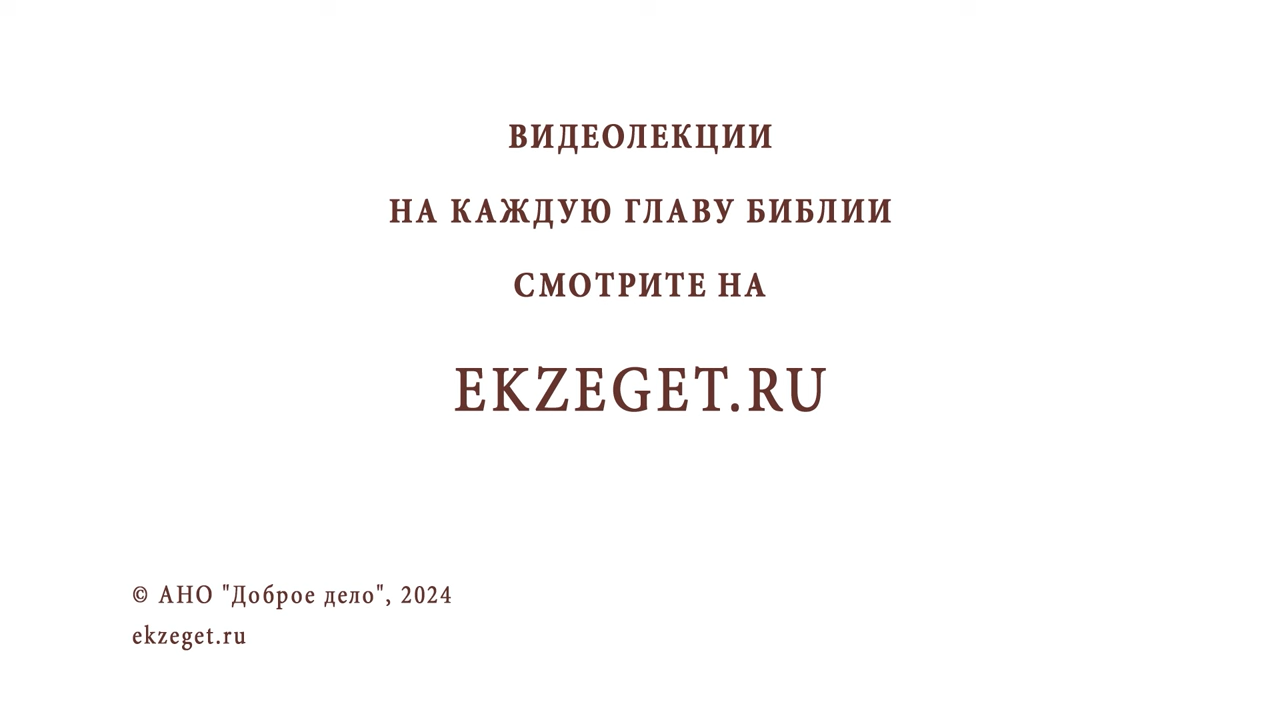 ВИДЕОЛЕКЦИИ
НА КАЖДУЮ ГЛАВУ БИБЛИИ
СМОТРИТЕ НА
EKZEGET.RU
© АНО "Доброе дело", 2024
ekzeget.ru